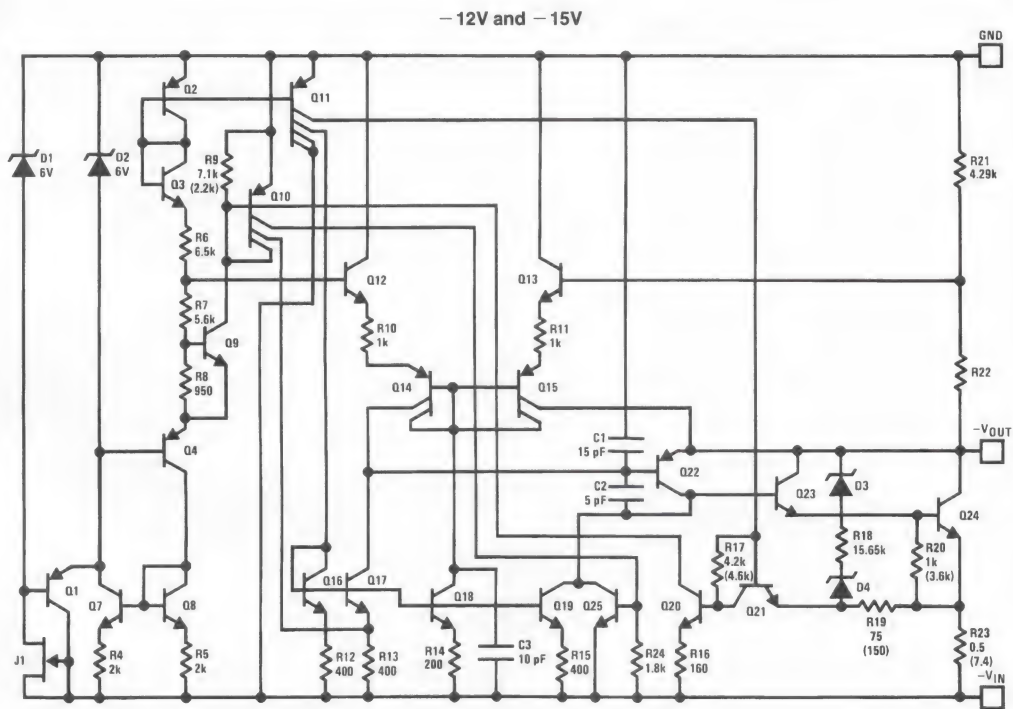 −12V and −15V
GND
Q2
Q11
D1
6V
D2
6V
R9
7.1k
(2.2k)
R21
4.29k
Q3
Q10
R6
6.5k
Q12
Q13
R7
5.6k
R10
1k
R11
1k
Q9
R8
950
R22
Q14
Q15
Q4
C1
15 pF
−VOUT
Q22
C2
5 pF
Q23
D3
Q24
R18
15.65k
R20
1k
(3.6k)
R17
4.2k
(4.6k)
Q1
Q7
Q8
Q16
Q17
Q18
Q19
Q25
Q20
Q21
D4
R19
75
(150)
J1
R4
2k
R5
2k
R12
400
R13
400
R14
200
C3
10 pF
R15
400
R24
1.8k
R16
160
R23
0.5
(7.4)
−VIN